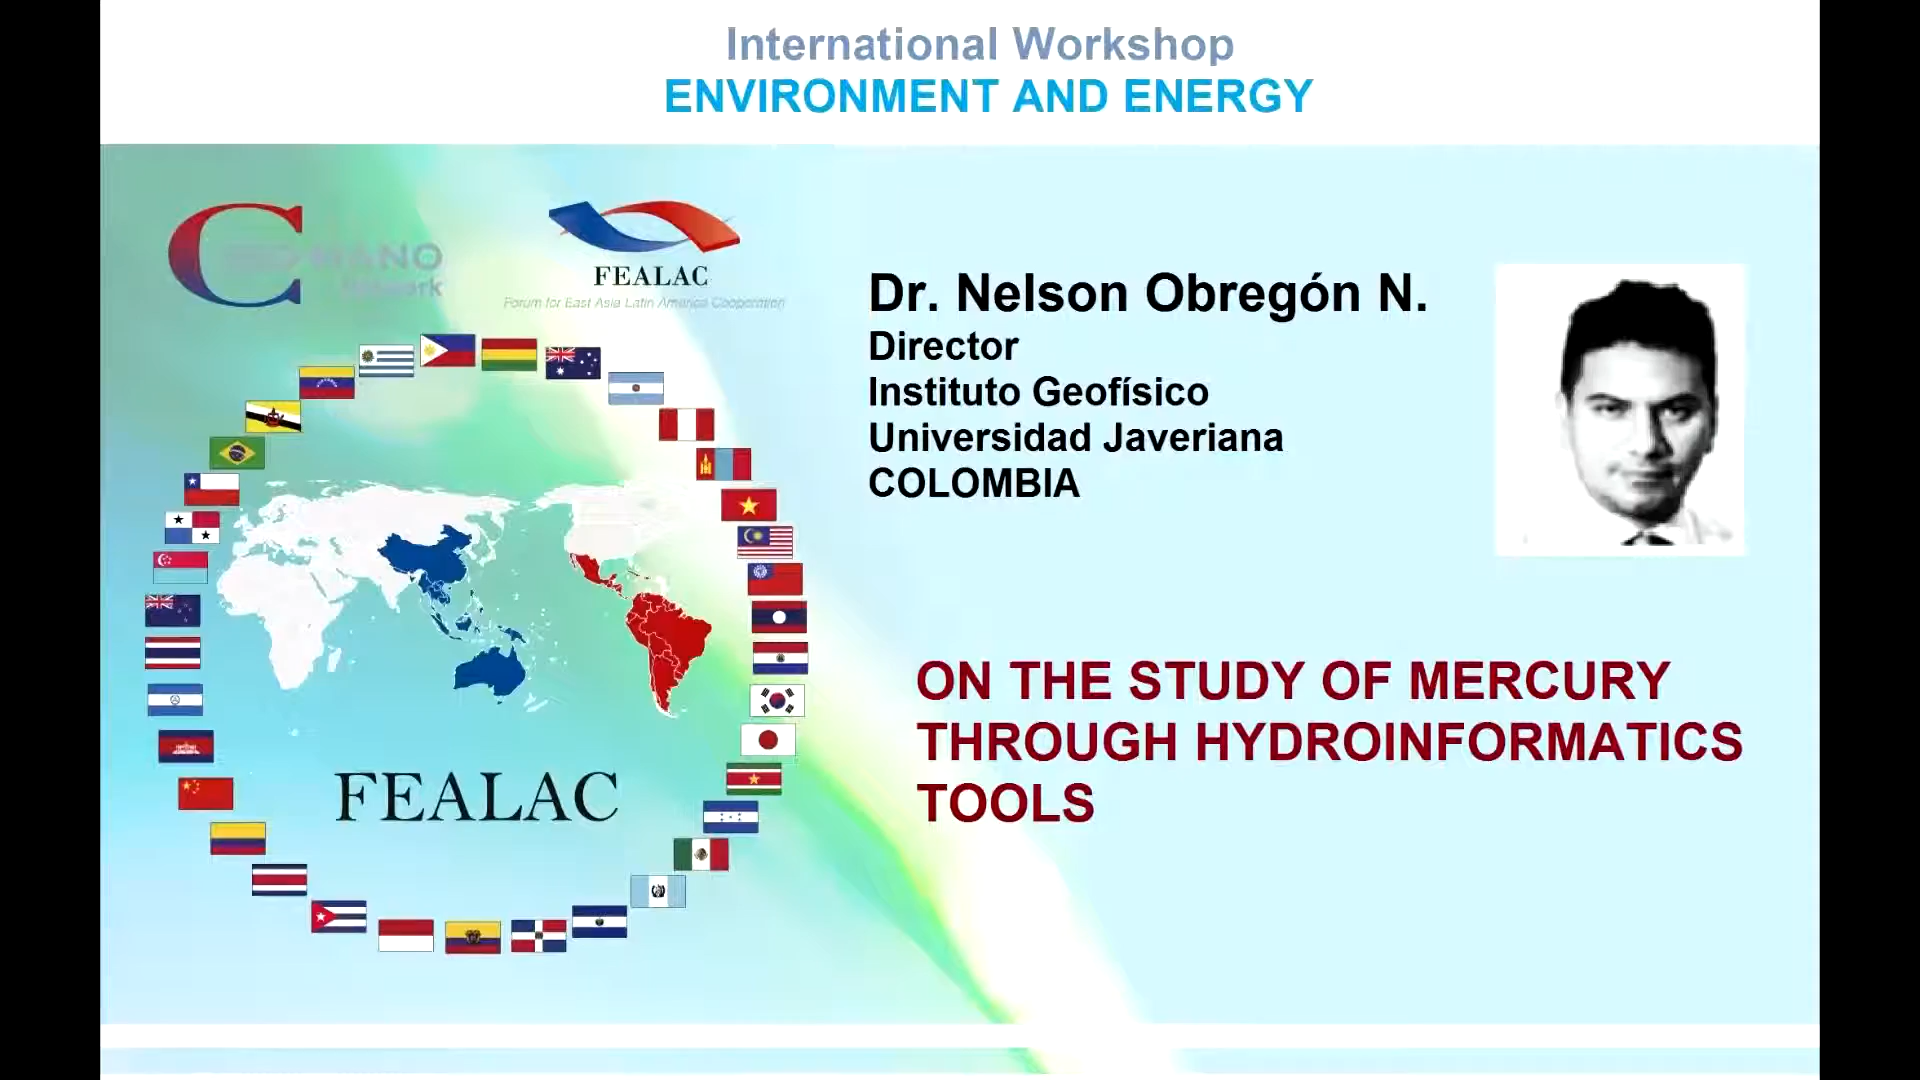 International Workshop
ENVIRONMENT AND ENERGY
FEALAC
Forum for East Asia Latin America Cooperation
Dr. Nelson Obregón N.
Director
Instituto Geofísico
Universidad Javeriana
COLOMBIA
FEALAC
ON THE STUDY OF MERCURY
THROUGH HYDROINFORMATICS
TOOLS